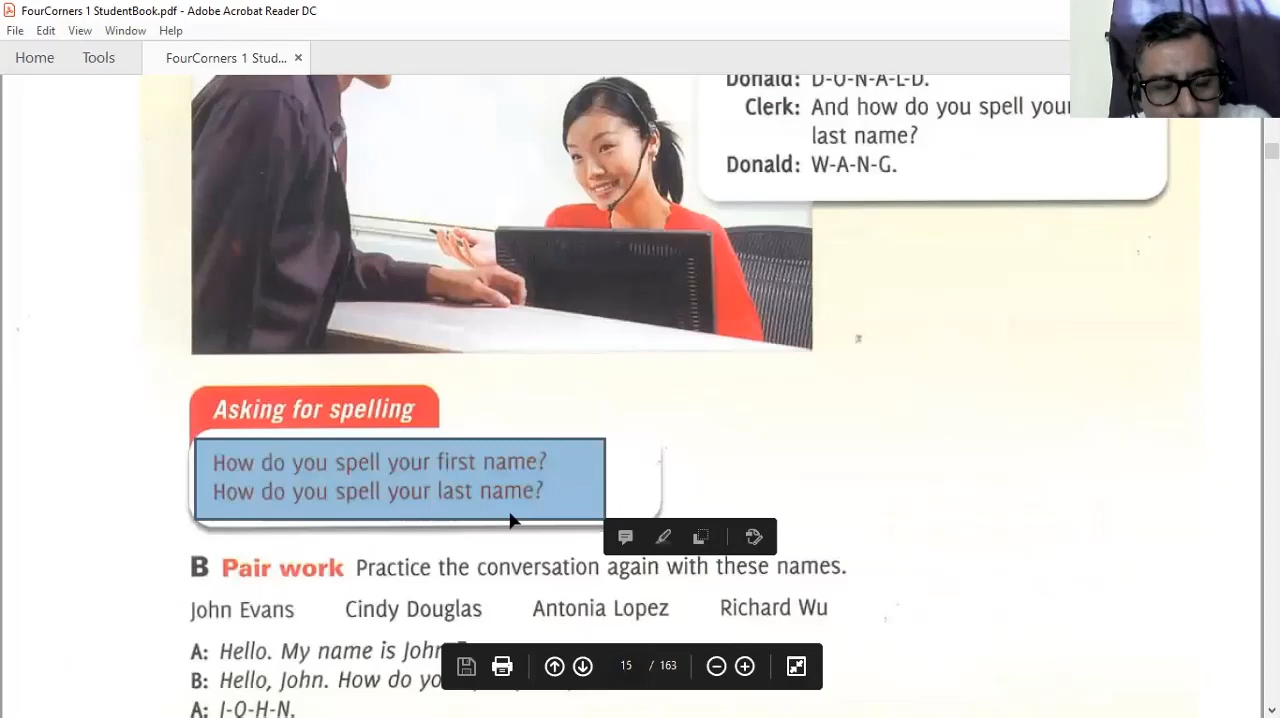 FourCorners 1 StudentBook.pdf - Adobe Acrobat Reader DC
File Edit View Window Help
Home Tools FourCorners 1 Stud... ×
Donald: D-O-N-A-L-D.
Clerk: And how do you spell your
last name?
Donald: W-A-N-G.
Asking for spelling
How do you spell your first name?
How do you spell your last name?
B Pair work Practice the conversation again with these names.
John Evans Cindy Douglas Antonia Lopez Richard Wu
A: Hello. My name is John
B: Hello, John. How do
A: J-O-H-N.
15 / 163